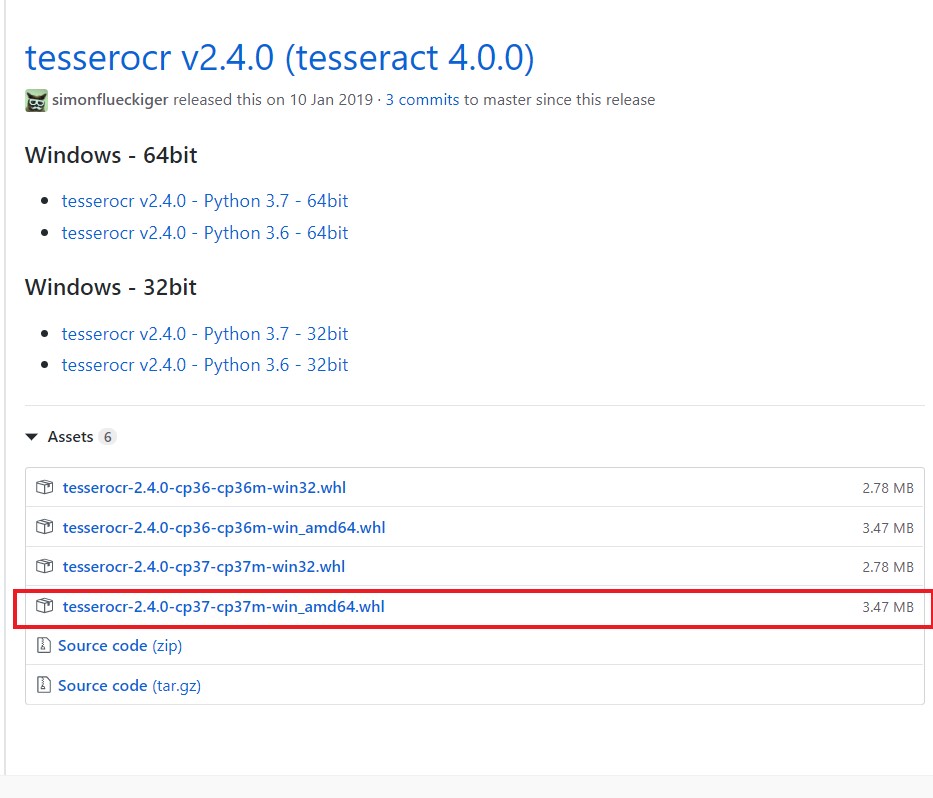 tesserocr v2.4.0 (tesseract 4.0.0)
simonflueckiger released this on 10 Jan 2019 · 3 commits to master since this release
Windows - 64bit
tesserocr v2.4.0 - Python 3.7 - 64bit
tesserocr v2.4.0 - Python 3.6 - 64bit
Windows - 32bit
tesserocr v2.4.0 - Python 3.7 - 32bit
tesserocr v2.4.0 - Python 3.6 - 32bit
Assets 6
tesserocr-2.4.0-cp36-cp36m-win32.whl 2.78 MB
tesserocr-2.4.0-cp36-cp36m-win_amd64.whl 3.47 MB
tesserocr-2.4.0-cp37-cp37m-win32.whl 2.78 MB
tesserocr-2.4.0-cp37-cp37m-win_amd64.whl 3.47 MB
Source code (zip)
Source code (tar.gz)